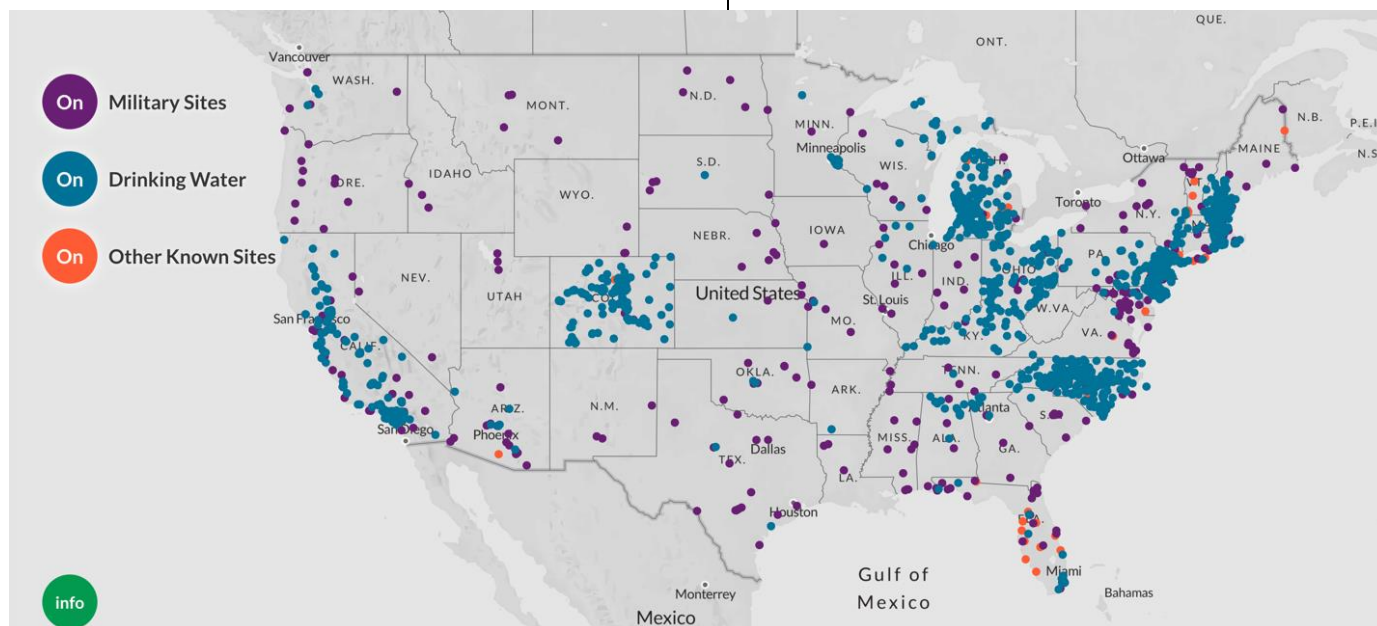 QUE.
ONT.
Vancouver
WASH.
On Military Sites
MONT.
N.D.
MINN.
N.B.
P.E.I
MAINE
Ottawa
N.S
On Drinking Water
IDAHO
ORE.
S.D.
Minneapolis
WIS.
VT
Toronto
N.Y.
WYO.
On Other Known Sites
NEBR.
IOWA
Chicago
PA.
NEV.
UTAH
United States
ILL.
IND.
OHIO
St. Louis
W.VA.
San Francisco
CALIF.
MO.
KY.
VA.
OKLA.
TENN.
ARK.
ARIZ.
N.M.
Atlanta
San Diego
Phoenix
Dallas
MISS.
ALA.
GA.
TEX.
LA.
Houston
FLA.
Gulf of
Mexico
Miami
Bahamas
info
Monterrey
Mexico